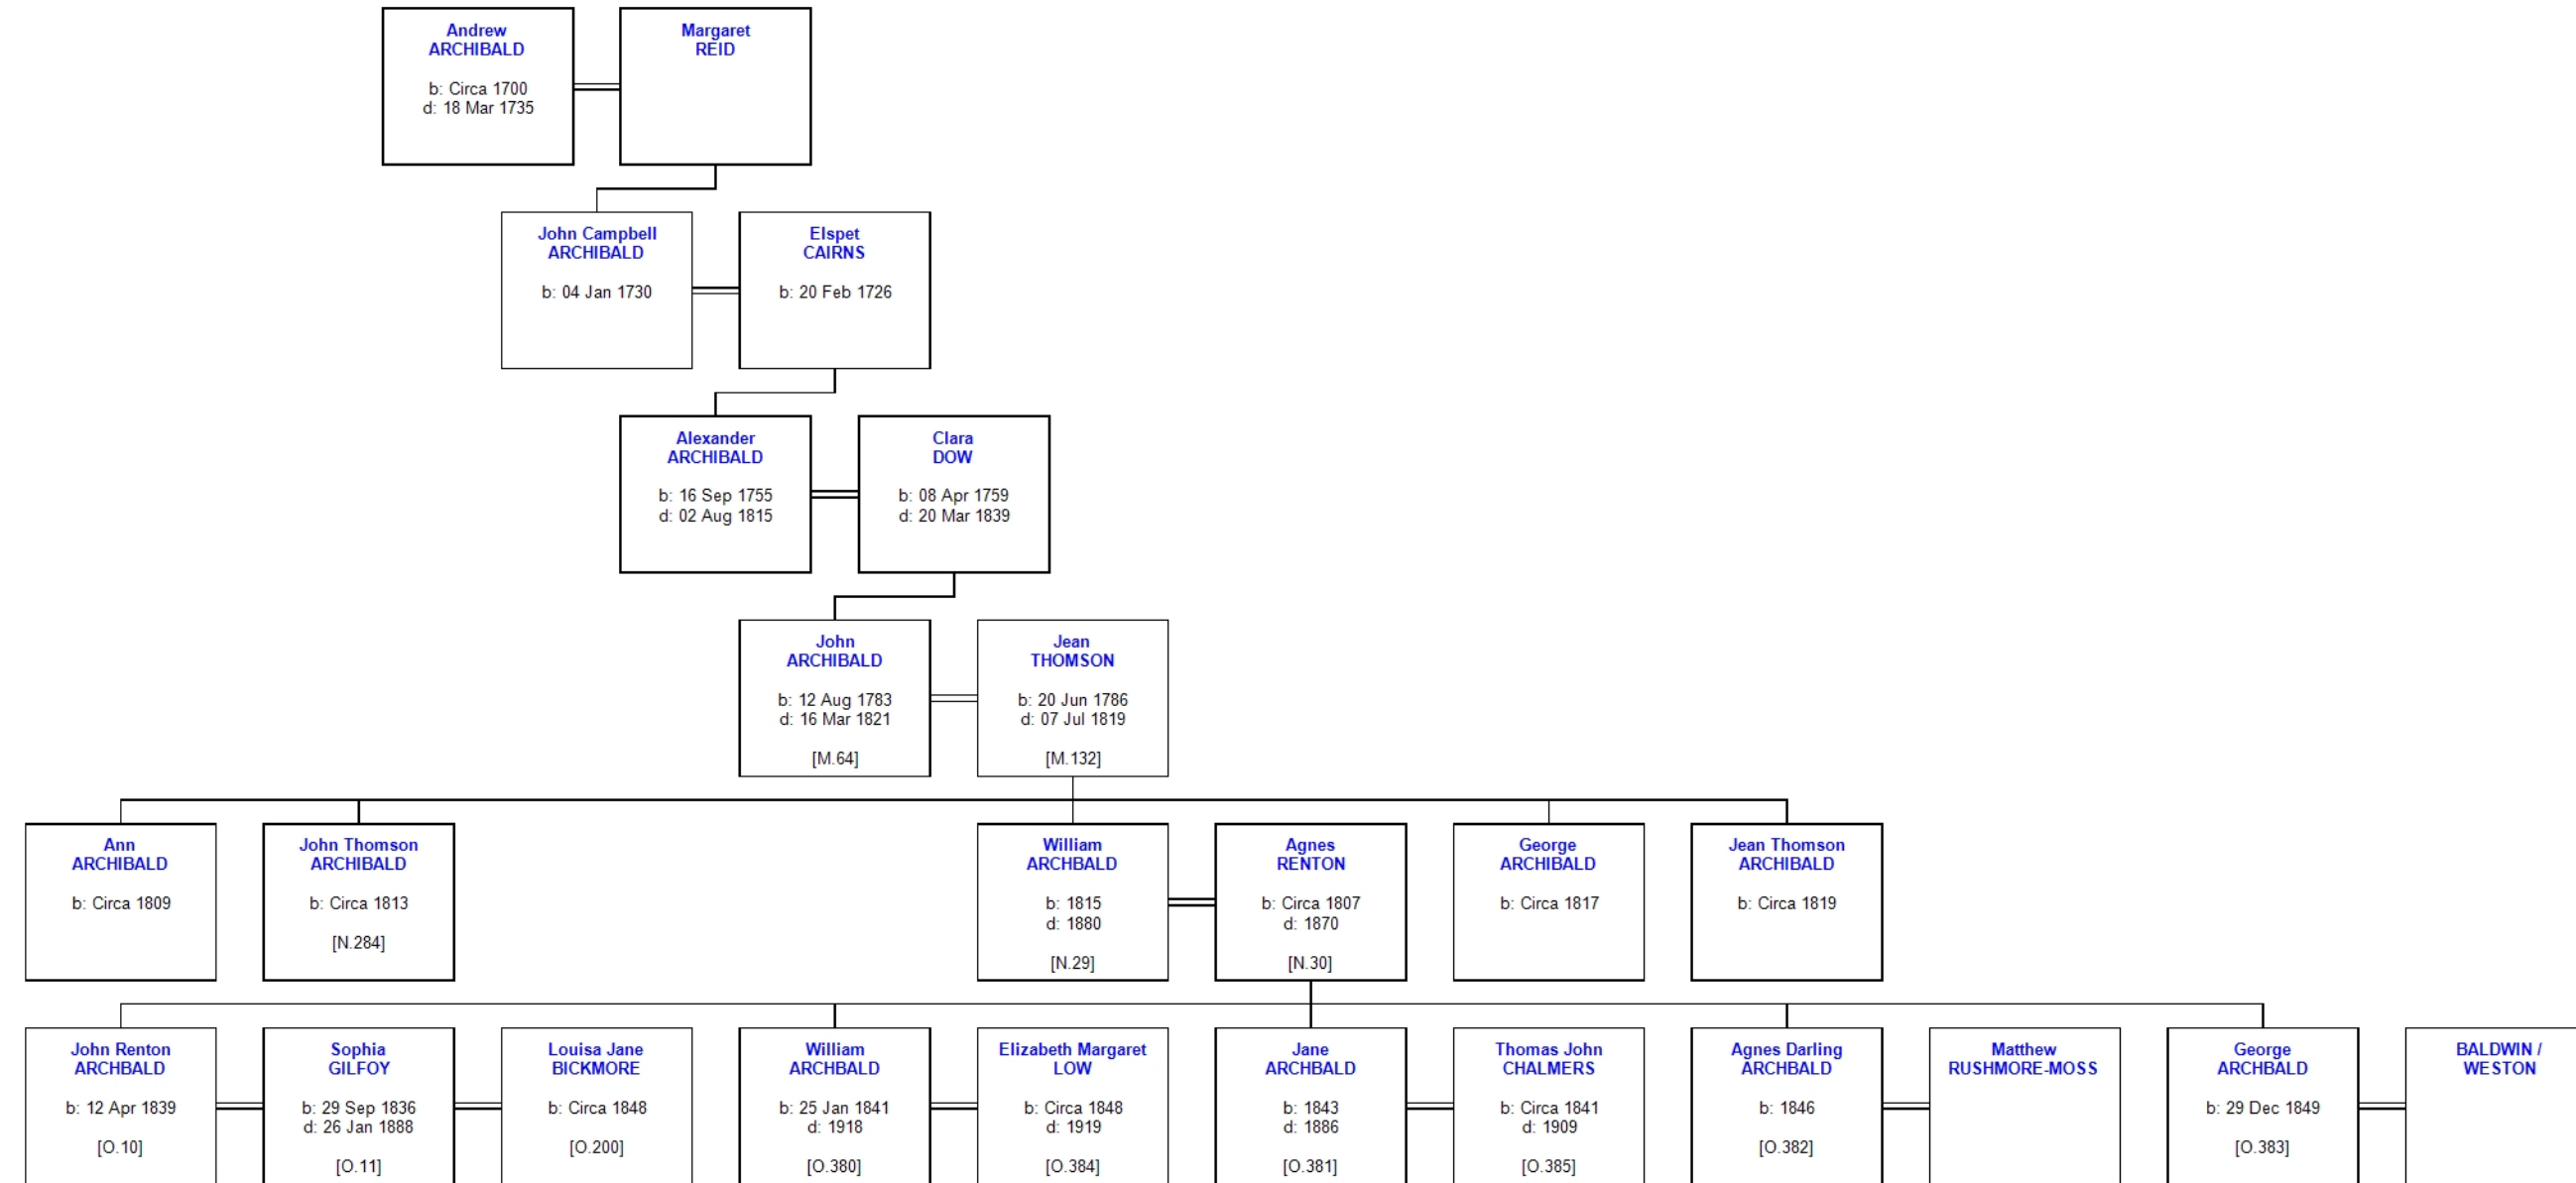 Andrew
ARCHIBALD
b: Circa 1700
d: 18 Mar 1735
Margaret
REID
John Campbell
ARCHIBALD
b: 04 Jan 1730
Elspet
CAIRNS
b: 20 Feb 1726
Alexander
ARCHIBALD
b: 16 Sep 1755
d: 02 Aug 1815
Clara
DOW
b: 08 Apr 1759
d: 20 Mar 1839
John
ARCHIBALD
b: 12 Aug 1783
d: 16 Mar 1821
[M.64]
Jean
THOMSON
b: 20 Jun 1786
d: 07 Jul 1819
[M.132]
Ann
ARCHIBALD
b: Circa 1809
John Thomson
ARCHIBALD
b: Circa 1813
[N.284]
William
ARCHBALD
b: 1815
d: 1880
[N.29]
Agnes
RENTON
b: Circa 1807
d: 1870
[N.30]
George
ARCHIBALD
b: Circa 1817
Jean Thomson
ARCHIBALD
b: Circa 1819
John Renton
ARCHBALD
b: 12 Apr 1839
[O.10]
Sophia
GILFOY
b: 29 Sep 1836
d: 26 Jan 1888
[O.11]
Louisa Jane
BICKMORE
b: Circa 1848
[O.200]
William
ARCHBALD
b: 25 Jan 1841
d: 1918
[O.380]
Elizabeth Margaret
LOW
b: Circa 1848
d: 1919
[O.384]
Jane
ARCHBALD
b: 1843
d: 1886
[O.381]
Thomas John
CHALMERS
b: Circa 1841
d: 1909
[O.385]
Agnes Darling
ARCHBALD
b: 1846
[O.382]
Matthew
RUSHMORE-MOSS
George
ARCHBALD
b: 29 Dec 1849
[O.383]
BALDWIN /
WESTON